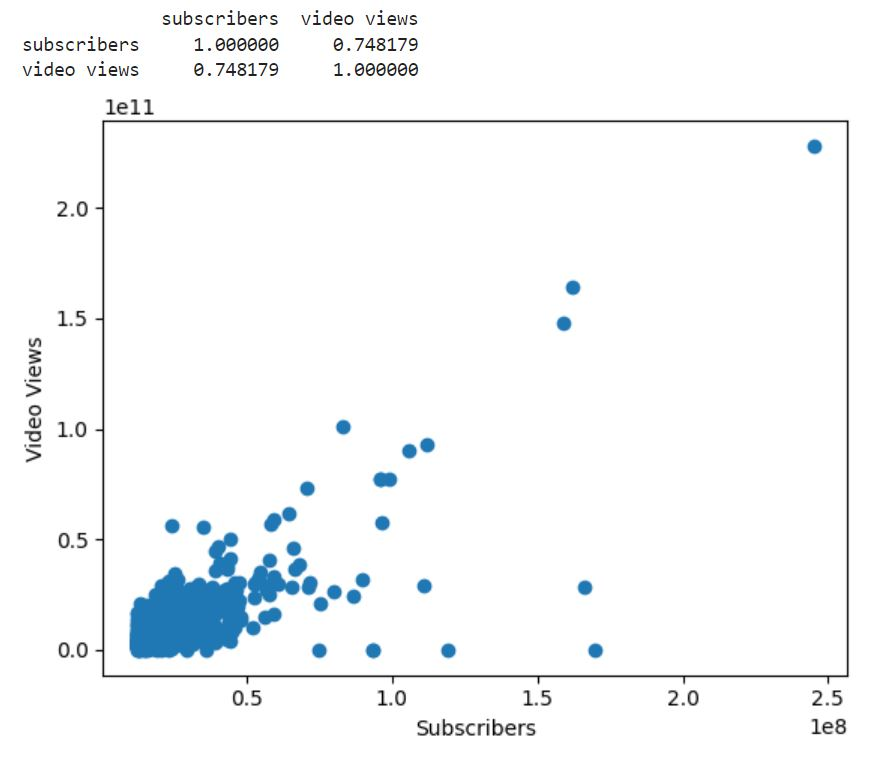 subscribers video views
subscribers 1.000000 0.748179
video views 0.748179 1.000000
1e11
2.0
1.5
1.0
0.5
0.0
Video Views
0.5 1.0 1.5 2.0 2.5
Subscribers
1e8